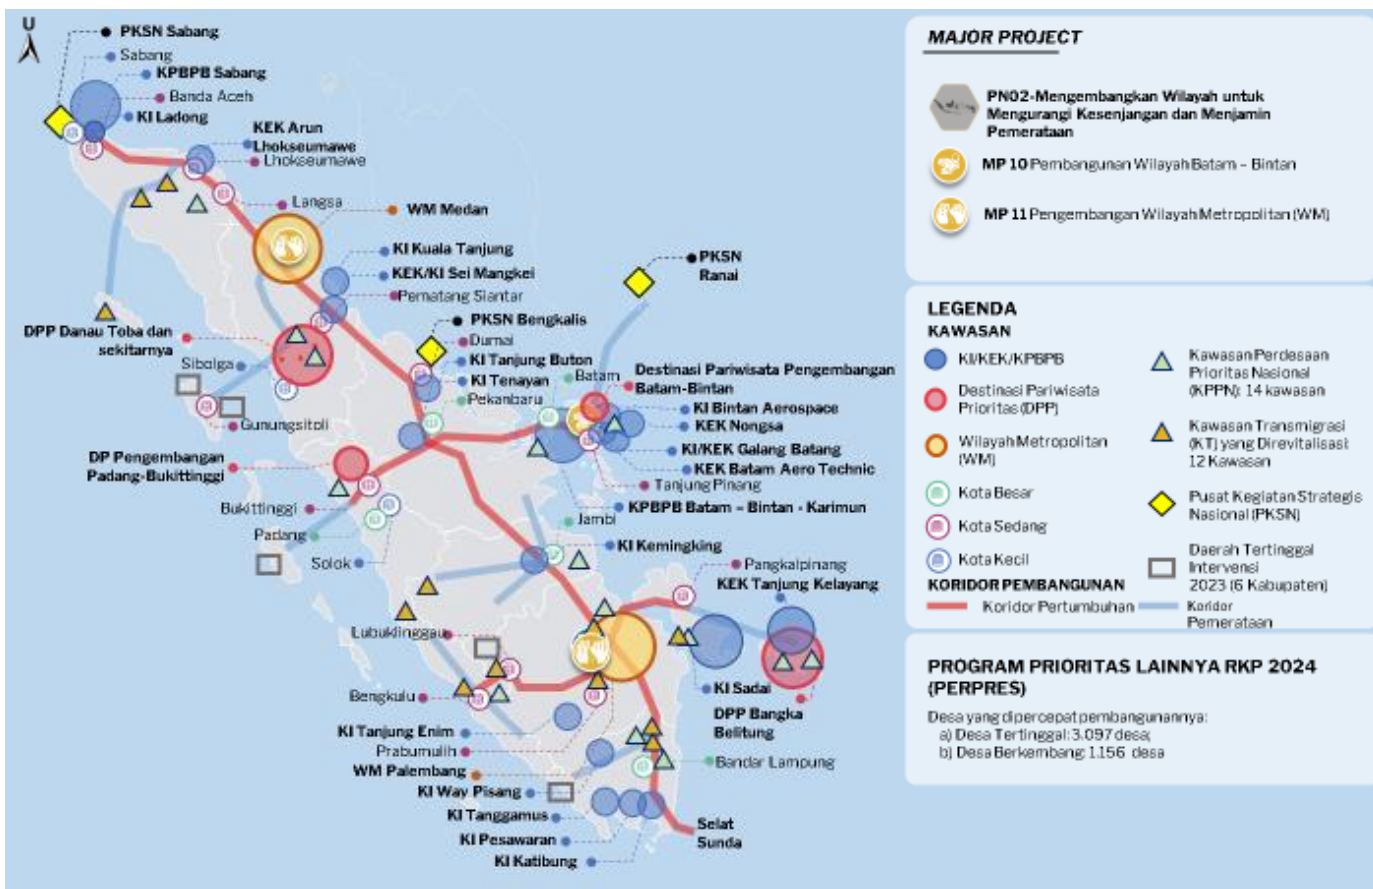 U
PKSN Sabang
Sabang
KPBPB Sabang
Banda Aceh
KI Ladong
KEK Arun
Lhokseumawe
Lhokseumawe
Langsa
WM Medan
KI Kuala Tanjung
KEK/KI Sei Mangkei
Pematang Siantar
PKSN
Ranai
DPP Danau Toba dan
sekitarnya
Sibolga
Gunungsitoli
PKSN Bengkalis
Dumai
KI Tanjung Buton
KI Tenayan
Pekanbaru
Batam
Destinasi Pariwisata Pengembangan
Batam-Bintan
KI Bintan Aerospace
KEK Nongsa
KI/KEK Galang Batang
KEK Batam Aero Technic
Tanjung Pinang
KPBPB Batam – Bintan - Karimun
DP Pengembangan
Padang-Bukittinggi
Bukittinggi
Padang
Solok
Jambi
KI Kemingking
Pangkalpinang
KEK Tanjung Kelayang
Lubuklinggau
Bengkulu
KI Tanjung Enim
Prabumulih
WM Palembang
KI Way Pisang
KI Tanggamus
KI Pesawaran
KI Katibung
KI Sadai
DPP Bangka
Belitung
Bandar Lampung
Selat
Sunda
MAJOR PROJECT
PN02-Mengembangkan Wilayah untuk
Mengurangi Kesenjangan dan Menjamin
Pemerataan
MP 10 Pembangunan Wilayah Batam – Bintan
MP 11 Pengembangan Wilayah Metropolitan (WM)
LEGENDA
KAWASAN
KI/KEK/KPBPB
Destinasi Pariwisata
Prioritas (DPP)
Wilayah Metropolitan
(WM)
Kota Besar
Kota Sedang
Kota Kecil
KORIDOR PEMBANGUNAN
Koridor Pertumbuhan
Kawasan Perdesaan
Prioritas Nasional
(KPPN): 14 kawasan
Kawasan Transmigrasi
(KT) yang Direvitalisasi:
12 Kawasan
Pusat Kegiatan Strategis
Nasional (PKSN)
Daerah Tertinggal
Intervensi
2023 (6 Kabupaten)
Koridor
Pemerataan
PROGRAM PRIORITAS LAINNYA RKP 2024
(PERPRES)
Desa yang dipercepat pembangunannya:
a) Desa Tertinggal: 3.097 desa;
b) Desa Berkembang: 1.156 desa